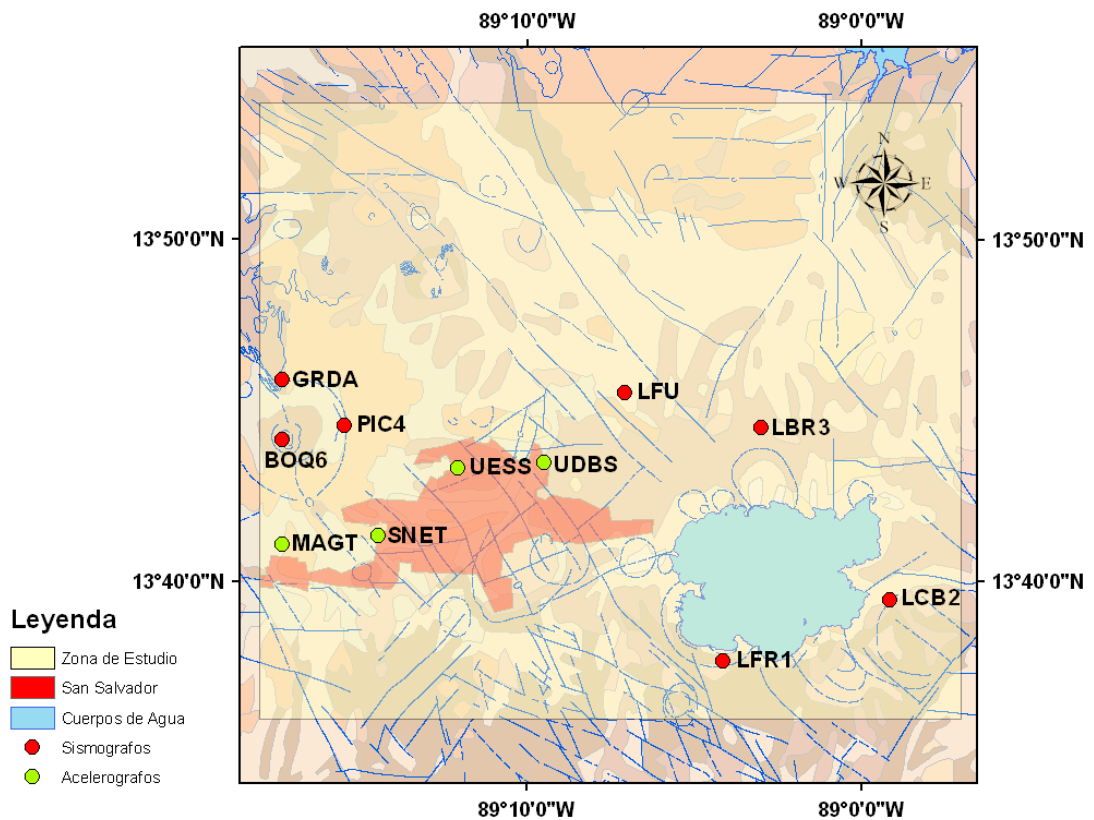 89°10'0"W 89°0'0"W
N
W E
S
13°50'0"N 13°50'0"N
GRDA
LFU
PIC4
LBR3
BOQ6
UESS UDBS
SNET
MAGT
13°40'0"N 13°40'0"N
LCB2
LFR1
Leyenda
Zona de Estudio
San Salvador
Cuerpos de Agua
Sismografos
Acelerografos
89°10'0"W 89°0'0"W